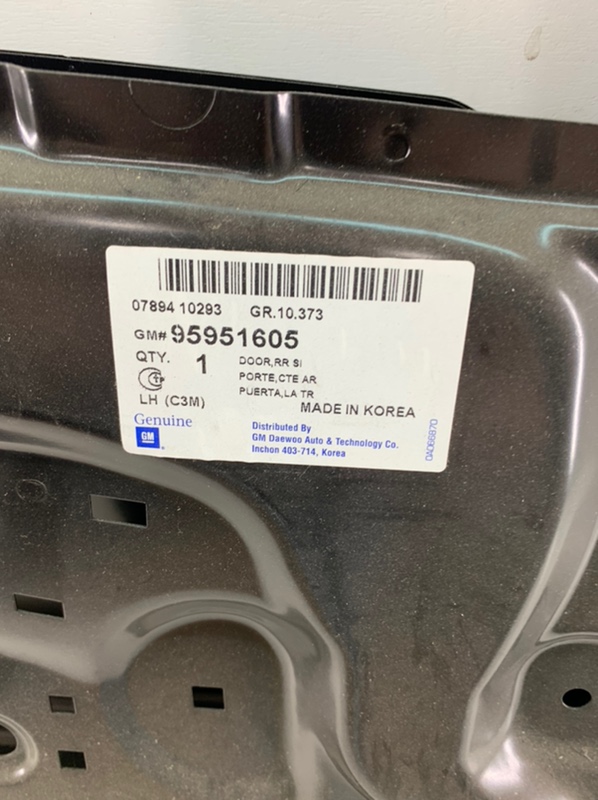 07894 10293 GR.10.373
GM# 95951605
QTY. 1 DOOR,RR SI
PORTE,CTE AR
PUERTA,LA TR
LH (C3M) MADE IN KOREA
Genuine
GM
Distributed By
GM Daewoo Auto & Technology Co.
Inchon 403-714, Korea
0AD66B70